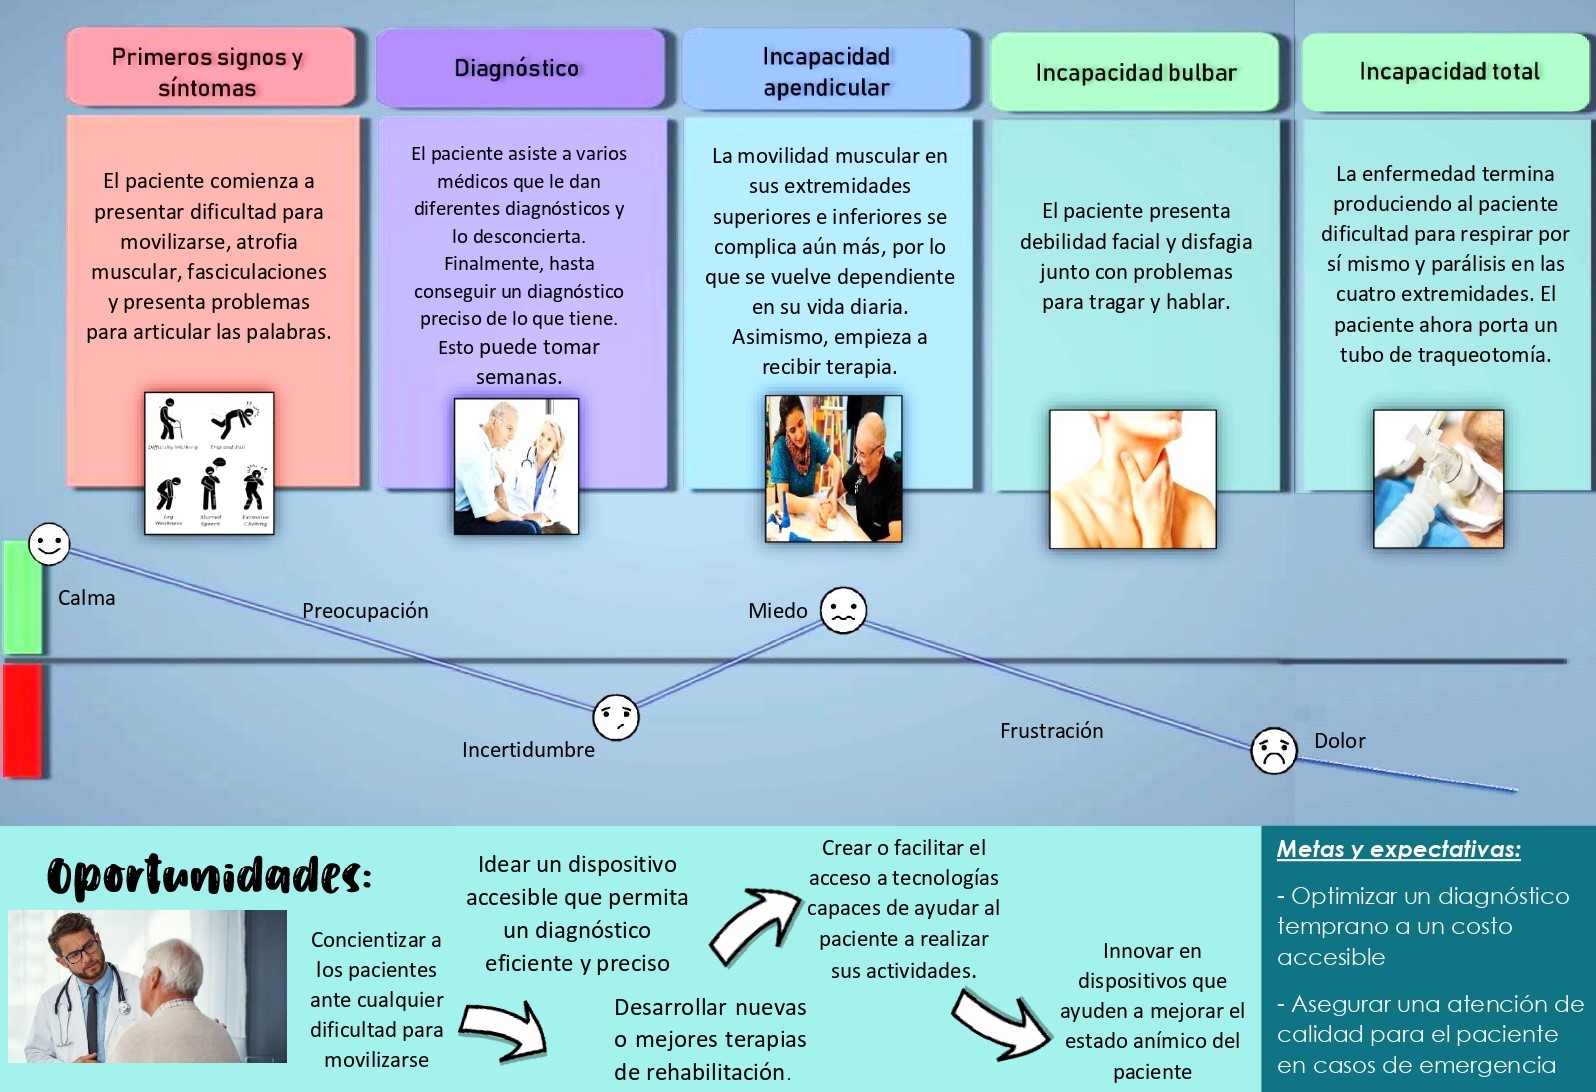 Primeros signos y
síntomas
Diagnóstico
Incapacidad
apendicular
Incapacidad bulbar
Incapacidad total
El paciente comienza a
presentar dificultad para
movilizarse, atrofia
muscular, fasciculaciones
y presenta problemas
para articular las palabras.
El paciente asiste a varios
médicos que le dan
diferentes diagnósticos y
lo desconcierta.
Finalmente, hasta
conseguir un diagnóstico
preciso de lo que tiene.
Esto puede tomar
semanas.
La movilidad muscular en
sus extremidades
superiores e inferiores se
complica aún más, por lo
que se vuelve dependiente
en su vida diaria.
Asimismo, empieza a
recibir terapia.
El paciente presenta
debilidad facial y disfagia
junto con problemas
para tragar y hablar.
La enfermedad termina
produciendo al paciente
dificultad para respirar por
sí mismo y parálisis en las
cuatro extremidades. El
paciente ahora porta un
tubo de traqueotomía.
Difficulty Walking
Trip and Fall
Leg
Weakness
Slurred
Speech
Excessive
Choking
Calma
Preocupación
Incertidumbre
Miedo
Frustración
Dolor
Oportunidades:
Concientizar a
los pacientes
ante cualquier
dificultad para
movilizarse
Idear un dispositivo
accesible que permita
un diagnóstico
eficiente y preciso
Desarrollar nuevas
o mejores terapias
de rehabilitación.
Crear o facilitar el
acceso a tecnologías
capaces de ayudar al
paciente a realizar
sus actividades.
Innovar en
dispositivos que
ayuden a mejorar el
estado anímico del
paciente
Metas y expectativas:
- Optimizar un diagnóstico
temprano a un costo
accesible
- Asegurar una atención de
calidad para el paciente
en casos de emergencia